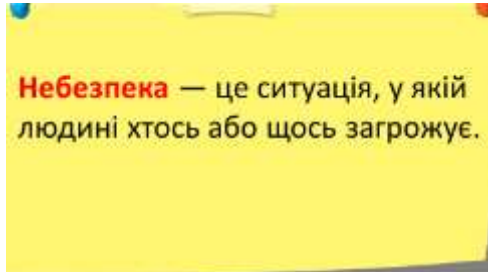 Небезпека — це ситуація, у якій
людині хтось або щось загрожує.